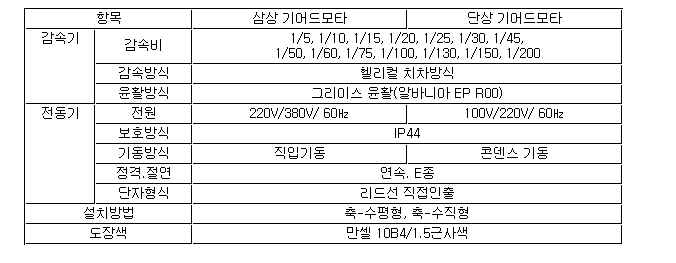 항목 삼상 기어드모타 단상 기어드모타
감속기 감속비 1/5, 1/10, 1/15, 1/20, 1/25, 1/30, 1/45,
1/50, 1/60, 1/75, 1/100, 1/130, 1/150, 1/200
감속방식 헬리컬 치차방식
윤활방식 그리이스 윤활(알바니아 EP R00)
전동기 전원 220V/380V/ 60㎐ 100V/220V/ 60㎐
보호방식 IP44
기동방식 직입기동 콘덴스 기동
정격.절연 연속. E종
단자형식 리드선 직접인출
설치방법 축-수평형, 축-수직형
도장색 만셀 10B4/1.5근사색